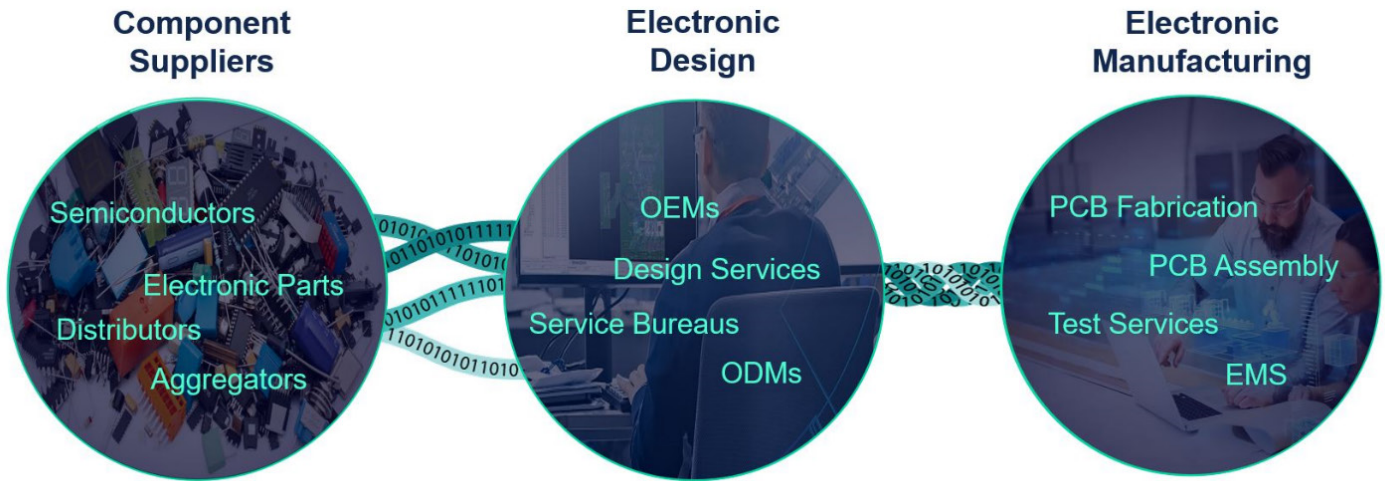 Component
Suppliers
Electronic
Design
Electronic
Manufacturing
Semiconductors
Electronic Parts
Distributors
Aggregators
OEMs
Design Services
Service Bureaus
ODMs
PCB Fabrication
PCB Assembly
Test Services
EMS